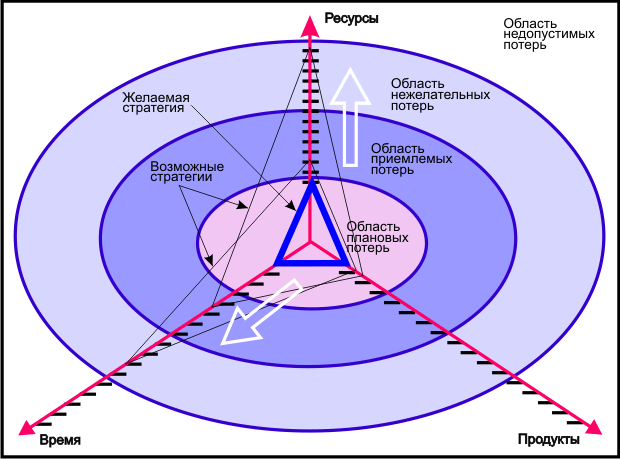 Ресурсы
Область
недопустимых
потерь
Область
нежелательных
потерь
Желаемая
стратегия
Область
приемлемых
потерь
Возможные
стратегии
Область
плановых
потерь
Время
Продукты